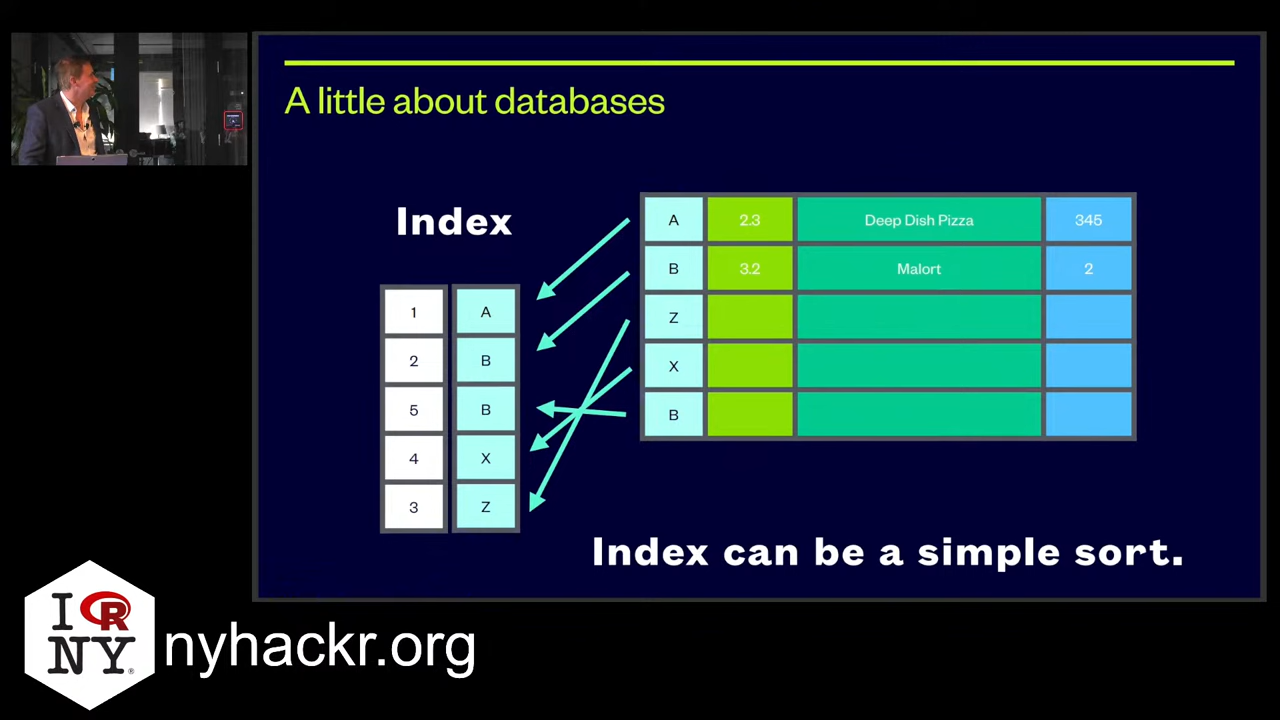 A little about databases
Index
A 2.3 Deep Dish Pizza 345
B 3.2 Malort 2
Z
X
B
1 A
2 B
5 B
4 X
3 Z
Index can be a simple sort.
I R
NY
®
nyhackr.org